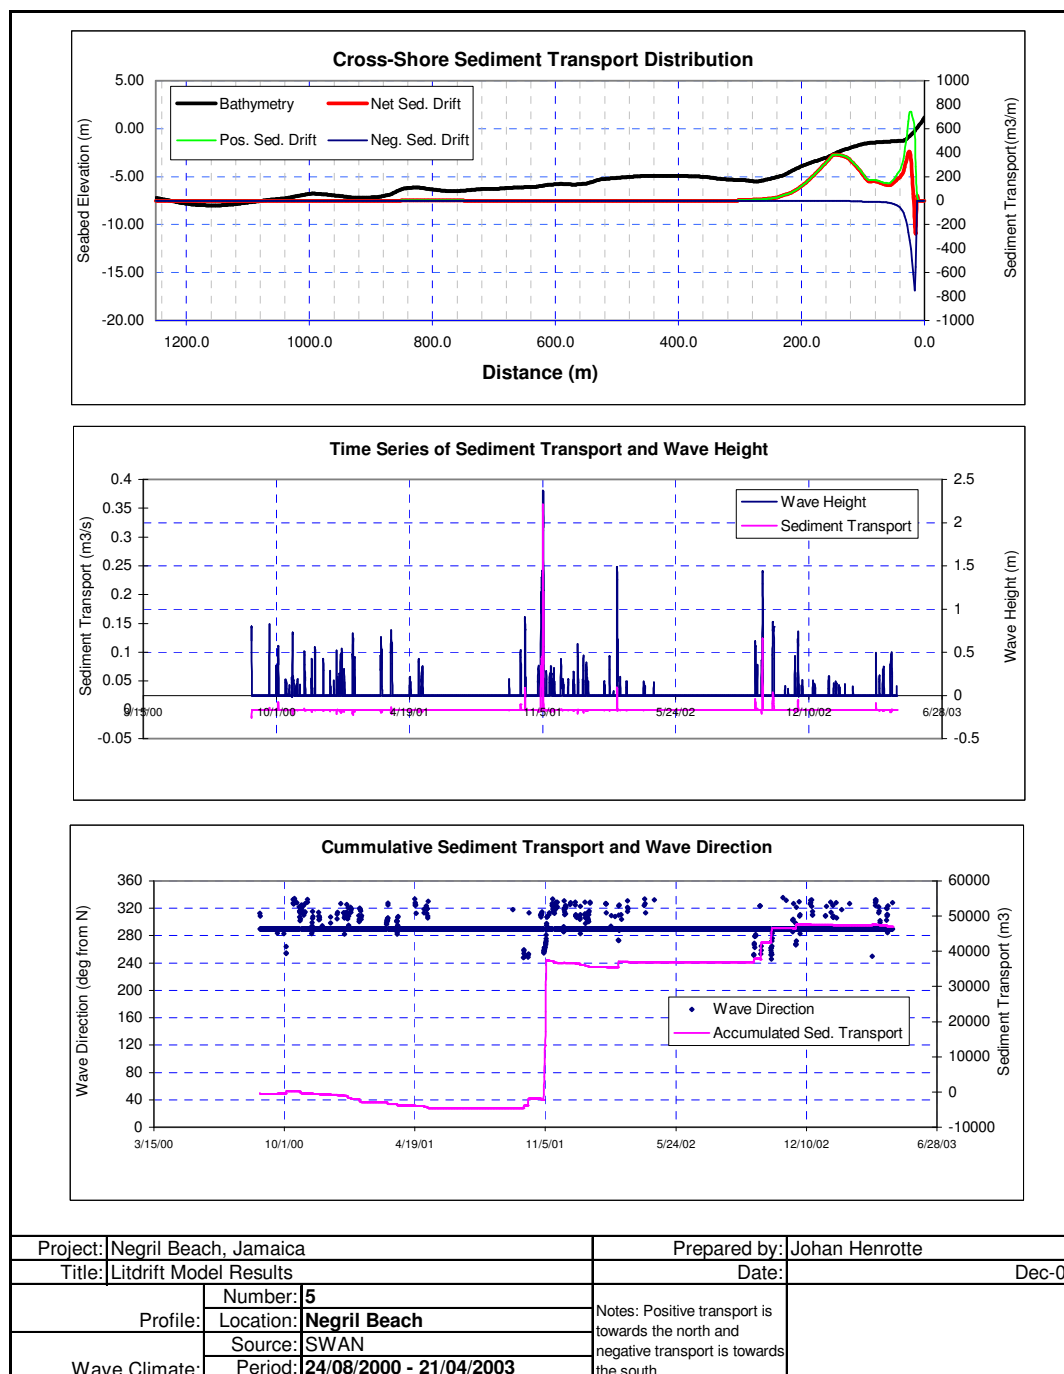 Cross-Shore Sediment Transport Distribution
5.00
0.00
-5.00
-10.00
-15.00
-20.00
Seabed Elevation (m)
Bathymetry
Net Sed. Drift
Pos. Sed. Drift
Neg. Sed. Drift
1000
800
600
400
200
0
-200
-400
-600
-800
-1000
Sediment Transport(m3/m)
1200.0 1000.0 800.0 600.0 400.0 200.0 0.0
Distance (m)
Time Series of Sediment Transport and Wave Height
0.4
0.35
0.3
0.25
0.2
0.15
0.1
0.05
0
-0.05
Sediment Transport (m3/s)
Wave Height
Sediment Transport
2.5
2
1.5
1
0.5
0
-0.5
Wave Height (m)
3/15/00 10/1/00 4/19/01 11/5/01 5/24/02 12/10/02 6/28/03
Cummulative Sediment Transport and Wave Direction
360
320
280
240
200
160
120
80
40
0
Wave Direction (deg from N)
Wave Direction
Accumulated Sed. Transport
60000
50000
40000
30000
20000
10000
0
-10000
Sediment Transport (m3)
3/15/00 10/1/00 4/19/01 11/5/01 5/24/02 12/10/02 6/28/03
Project: Negril Beach, Jamaica Prepared by: Johan Henrotte
Title: Litdrift Model Results Date: Dec-0
Profile: Number: 5
Location: Negril Beach
Wave Climate: Source: SWAN
Period: 24/08/2000 - 21/04/2003
Notes: Positive transport is
towards the north and
negative transport is towards
the south